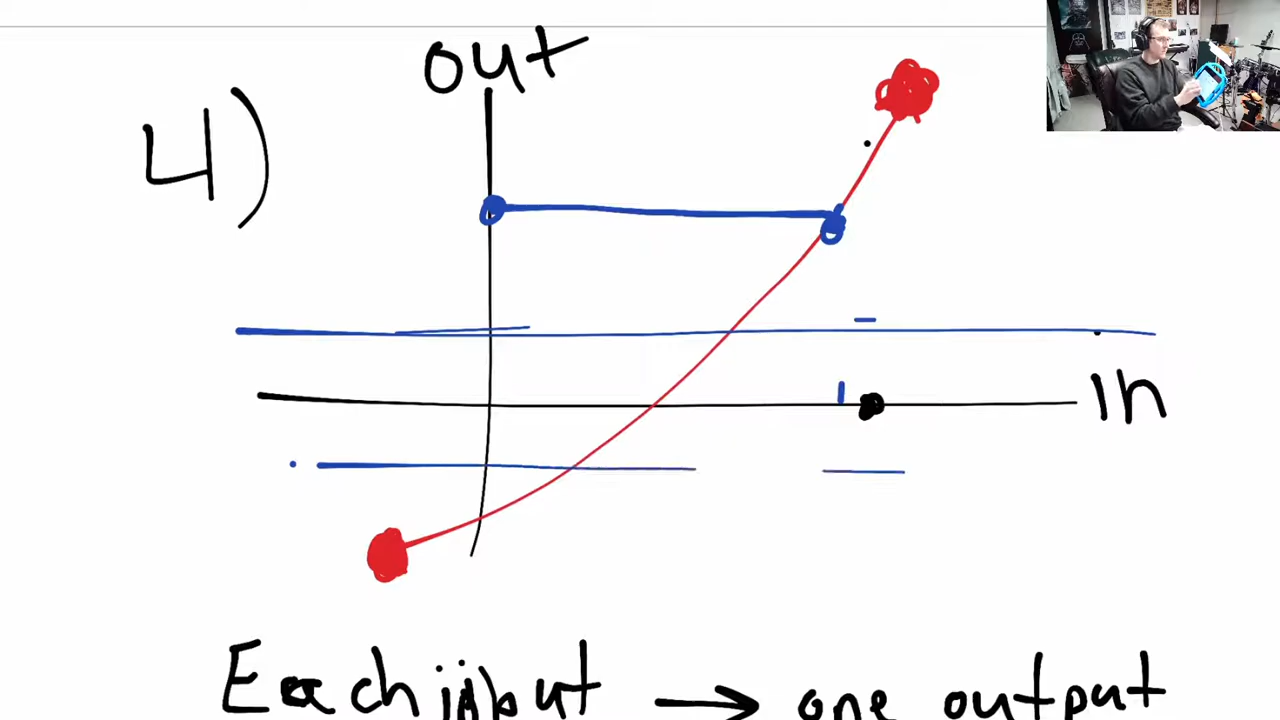 out
4)
in
Each input → one output